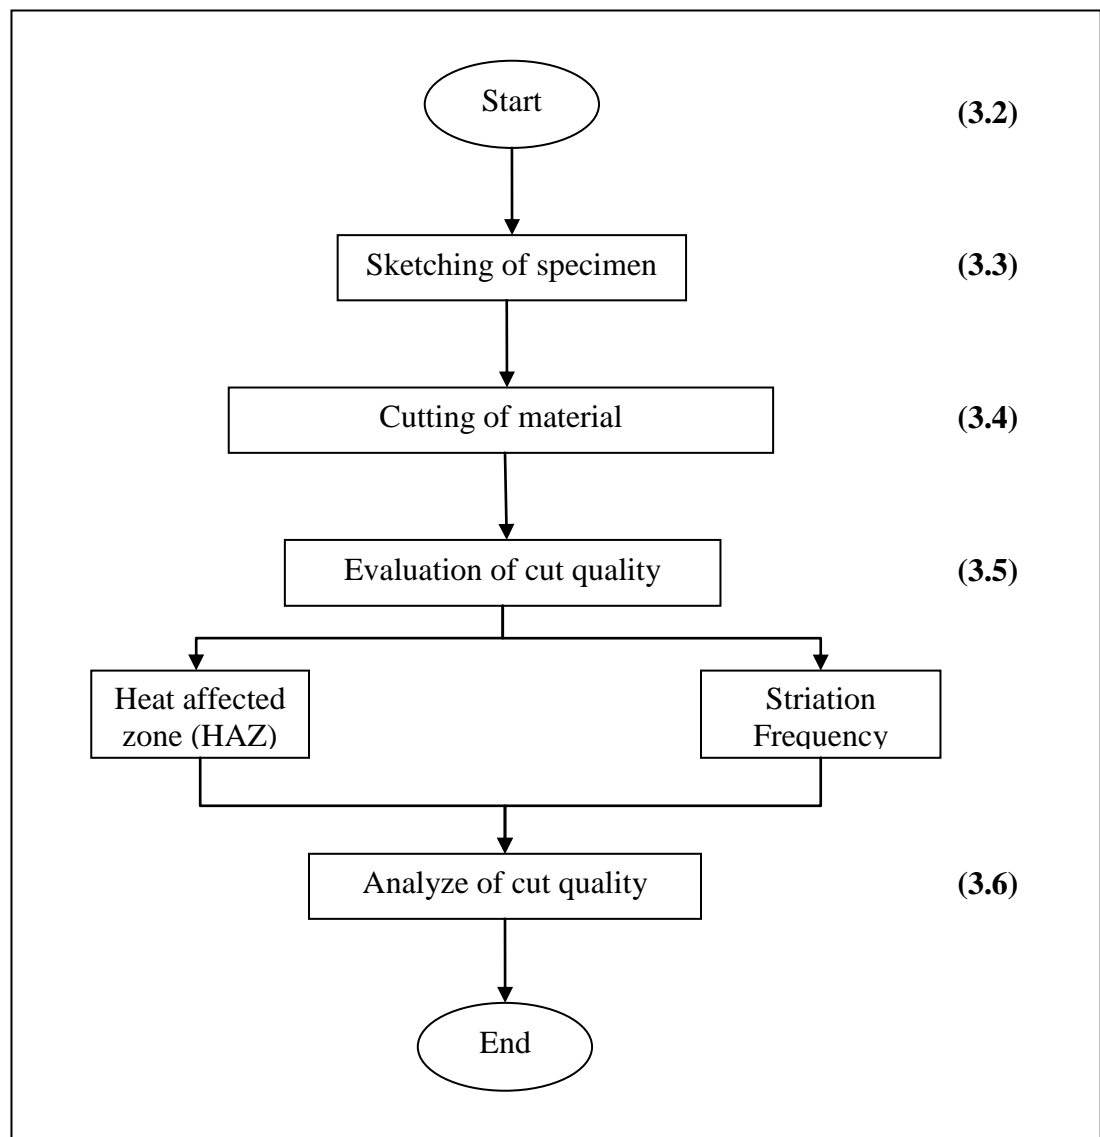 Start
(3.2)
Sketching of specimen
(3.3)
Cutting of material
(3.4)
Evaluation of cut quality
(3.5)
Heat affected
zone (HAZ)
Striation
Frequency
Analyze of cut quality
(3.6)
End